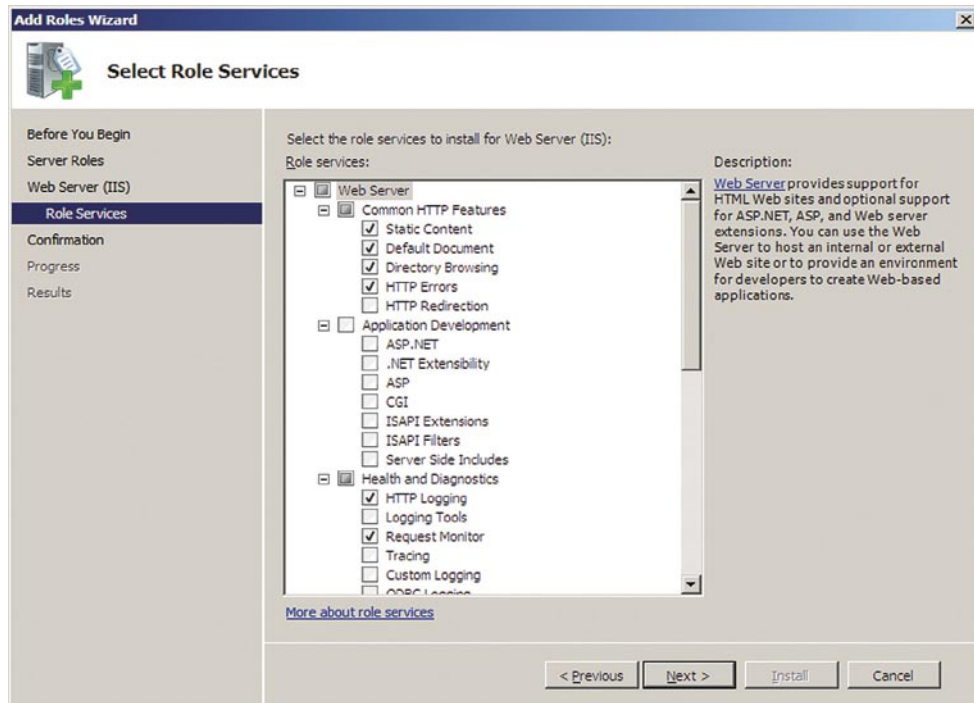 Add Roles Wizard
Select Role Services
Before You Begin
Server Roles
Web Server (IIS)
Role Services
Confirmation
Progress
Results
Select the role services to install for Web Server (IIS):
Role services:
Web Server
Common HTTP Features
Static Content
Default Document
Directory Browsing
HTTP Errors
HTTP Redirection
Application Development
ASP.NET
.NET Extensibility
ASP
CGI
ISAPI Extensions
ISAPI Filters
Server Side Includes
Health and Diagnostics
HTTP Logging
Logging Tools
Request Monitor
Tracing
Custom Logging
ODBC Logging
More about role services
Description:
Web Server provides support for
HTML Web sites and optional support
for ASP.NET, ASP, and Web server
extensions. You can use the Web
Server to host an internal or external
Web site or to provide an environment
for developers to create Web-based
applications.
< Previous
Next >
Install
Cancel